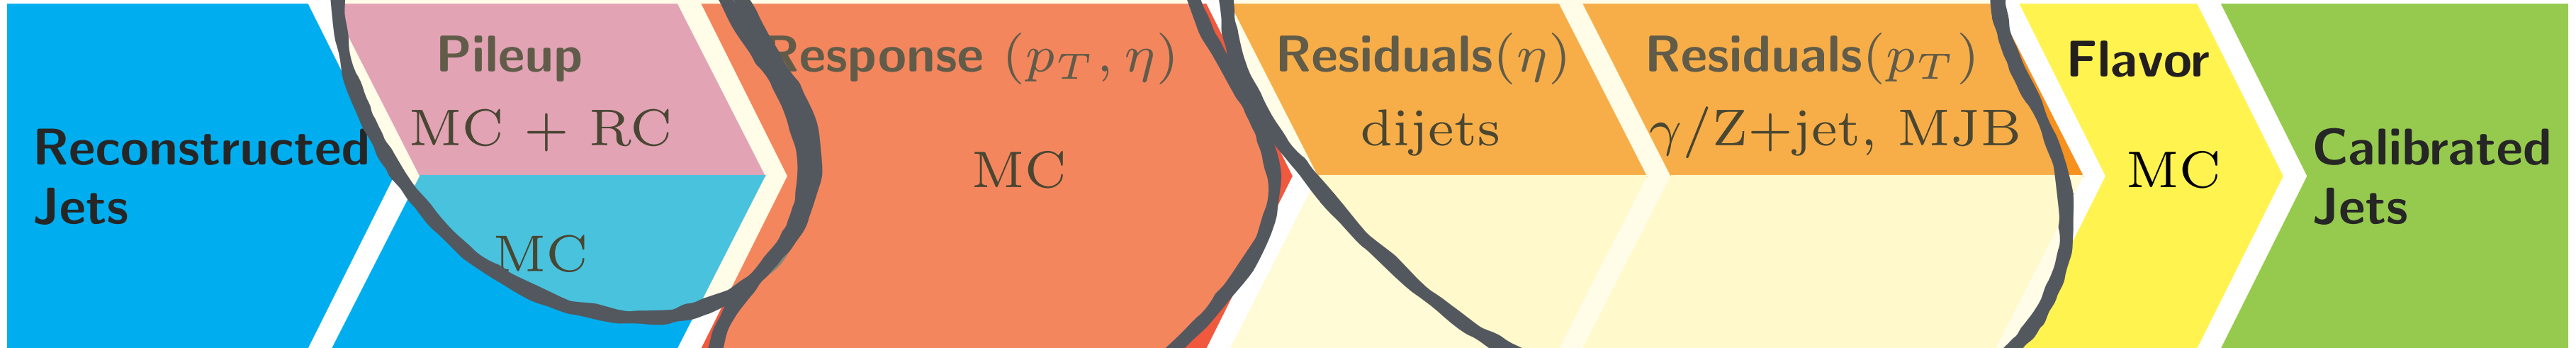 Reconstructed
Jets
Pileup
MC + RC
MC
Response (p_T, η)
MC
Residuals(η)
dijets
Residuals(p_T)
γ/Z+jet, MJB
Flavor
MC
Calibrated
Jets